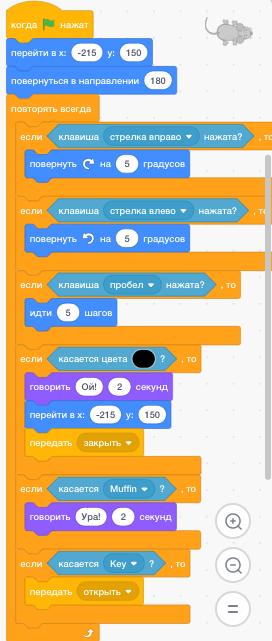 когда нажат
перейти в x: -215 y: 150
повернуться в направлении 180
повторять всегда
если клавиша стрелка вправо нажата? , то
повернуть на 5 градусов
если клавиша стрелка влево нажата? , то
повернуть на 5 градусов
если клавиша пробел нажата? , то
идти 5 шагов
если касается цвета ? , то
говорить Ой! 2 секунд
перейти в x: -215 y: 150
передать закрыть
если касается Muffin ? , то
говорить Ура! 2 секунд
если касается Key ? , то
передать открыть